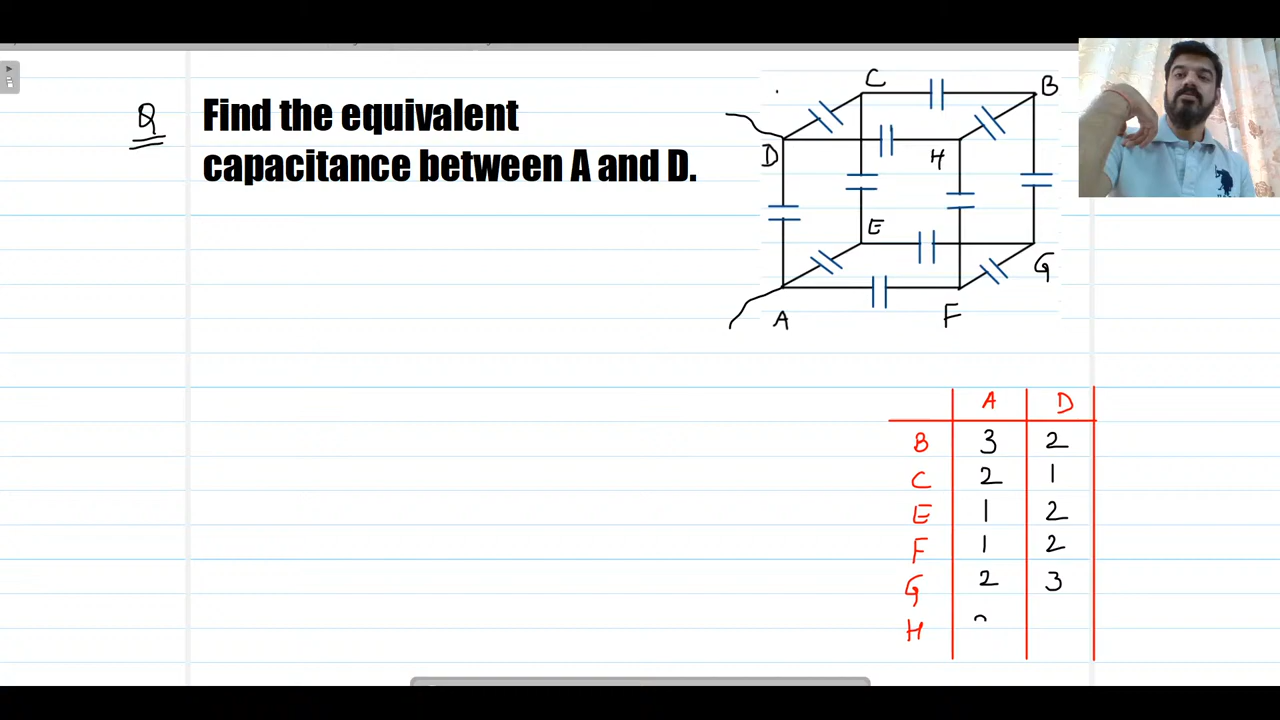 Q Find the equivalent
capacitance between A and D.
C B
D H
E
G
A F
A D
B 3 2
C 2 1
E 1 2
F 1 2
G 2 3
H